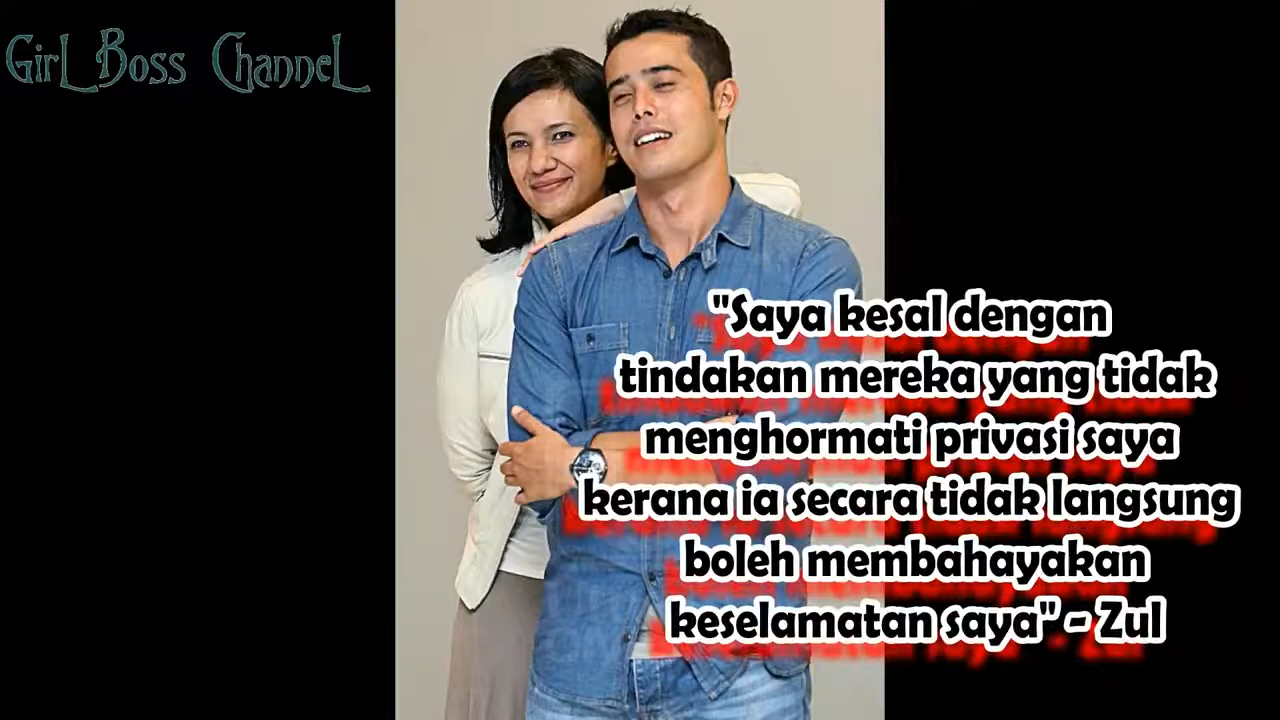 GirL Boss ChanneL
"Saya kesal dengan
tindakan mereka yang tidak
menghormati privasi saya
kerana ia secara tidak langsung
boleh membahayakan
keselamatan saya" - Zul